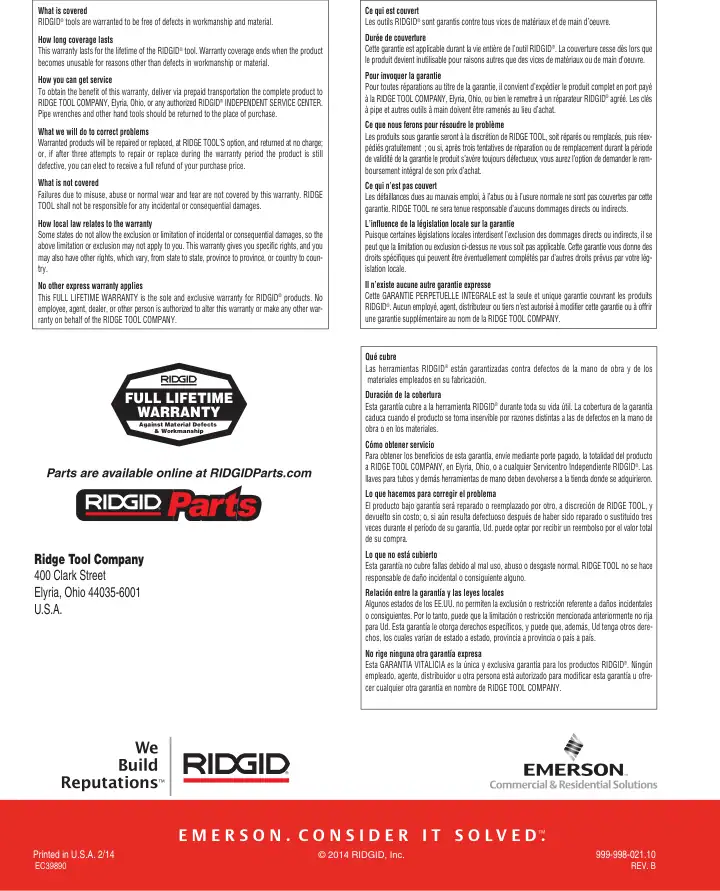 What is covered
RIDGID® tools are warranted to be free of defects in workmanship and material.
How long coverage lasts
This warranty lasts for the lifetime of the RIDGID® tool. Warranty coverage ends when the product
becomes unusable for reasons other than defects in workmanship or material.
How you can get service
To obtain the benefit of this warranty, deliver via prepaid transportation the complete product to
RIDGE TOOL COMPANY, Elyria, Ohio, or any authorized RIDGID® INDEPENDENT SERVICE CENTER.
Pipe wrenches and other hand tools should be returned to the place of purchase.
What we will do to correct problems
Warranted products will be repaired or replaced, at RIDGE TOOL'S option, and returned at no charge;
or, if after three attempts to repair or replace during the warranty period the product is still
defective, you can elect to receive a full refund of your purchase price.
What is not covered
Failures due to misuse, abuse or normal wear and tear are not covered by this warranty. RIDGE
TOOL shall not be responsible for any incidental or consequential damages.
How local law relates to the warranty
Some states do not allow the exclusion or limitation of incidental or consequential damages, so the
above limitation or exclusion may not apply to you. This warranty gives you specific rights, and you
may also have other rights, which vary, from state to state, province to province, or country to coun-
try.
No other express warranty applies
This FULL LIFETIME WARRANTY is the sole and exclusive warranty for RIDGID® products. No
employee, agent, dealer, or other person is authorized to alter this warranty or make any other war-
ranty on behalf of the RIDGE TOOL COMPANY.
Ce qui est couvert
Les outils RIDGID® sont garantis contre tous vices de matériaux et de main d'oeuvre.
Durée de couverture
Cette garantie est applicable durant la vie entière de l'outil RIDGID®. La couverture cesse dès lors que
le produit devient inutilisable pour raisons autres que des vices de matériaux ou de main d'oeuvre.
Pour invoquer la garantie
Pour toutes réparations au titre de la garantie, il convient d'expédier le produit complet en port payé
à la RIDGE TOOL COMPANY, Elyria, Ohio, ou bien le remettre à un réparateur RIDGID® agréé. Les clés
à pipe et autres outils à main doivent être ramenés au lieu d'achat.
Ce que nous ferons pour résoudre le problème
Les produits sous garantie seront à la discrétion de RIDGE TOOL, soit réparés ou remplacés, puis réex-
pédiés gratuitement ; ou si, après trois tentatives de réparation ou de remplacement durant la période
de validité de la garantie le produit s'avère toujours défectueux, vous aurez l'option de demander le rem-
boursement intégral de son prix d'achat.
Ce qui n'est pas couvert
Les défaillances dues au mauvais emploi, à l'abus ou à l'usure normale ne sont pas couvertes par cette
garantie. RIDGE TOOL ne sera tenue responsable d'aucuns dommages directs ou indirects.
L'influence de la législation locale sur la garantie
Puisque certaines législations locales interdisent l'exclusion des dommages directs ou indirects, il se
peut que la limitation ou exclusion ci-dessus ne vous soit pas applicable. Cette garantie vous donne des
droits spécifiques qui peuvent être éventuellement complétés par d'autres droits prévus par votre lég-
islation locale.
Il n'existe aucune autre garantie expresse
Cette GARANTIE PERPETUELLE INTEGRALE est la seule et unique garantie couvrant les produits
RIDGID®. Aucun employé, agent, distributeur ou tiers n'est autorisé à modifier cette garantie ou à offrir
une garantie supplémentaire au nom de la RIDGE TOOL COMPANY.
Qué cubre
Las herramientas RIDGID® están garantizadas contra defectos de la mano de obra y de los
materiales empleados en su fabricación.
Duración de la cobertura
Esta garantía cubre a la herramienta RIDGID® durante toda su vida útil. La cobertura de la garantía
caduca cuando el producto se torna inservible por razones distintas a las de defectos en la mano de
obra o en los materiales.
Cómo obtener servicio
Para obtener los beneficios de esta garantía, envíe mediante porte pagado, la totalidad del producto
a RIDGE TOOL COMPANY, en Elyria, Ohio, o a cualquier Servicentro Independiente RIDGID®. Las
llaves para tubos y demás herramientas de mano deben devolverse a la tienda donde se adquirieron.
Lo que hacemos para corregir el problema
El producto bajo garantía será reparado o reemplazado por otro, a discreción de RIDGE TOOL, y
devuelto sin costo; o, si aún resulta defectuoso después de haber sido reparado o sustituido tres
veces durante el período de su garantía, Ud. puede optar por recibir un reembolso por el valor total
de su compra.
Lo que no está cubierto
Esta garantía no cubre fallas debido al mal uso, abuso o desgaste normal. RIDGE TOOL no se hace
responsable de daño incidental o consiguiente alguno.
Relación entre la garantía y las leyes locales
Algunos estados de los EE.UU. no permiten la exclusión o restricción referente a daños incidentales
o consiguientes. Por lo tanto, puede que la limitación o restricción mencionada anteriormente no rija
para Ud. Esta garantía le otorga derechos específicos, y puede que, además, Ud tenga otros dere-
chos, los cuales varían de estado a estado, provincia a provincia o país a país.
No rige ninguna otra garantía expresa
Esta GARANTIA VITALICIA es la única y exclusiva garantía para los productos RIDGID®. Ningún
empleado, agente, distribuidor u otra persona está autorizado para modificar esta garantía u ofre-
cer cualquier otra garantía en nombre de RIDGE TOOL COMPANY.
RIDGID
FULL LIFETIME
WARRANTY
Against Material Defects
& Workmanship
Parts are available online at RIDGIDParts.com
RIDGID Parts
Ridge Tool Company
400 Clark Street
Elyria, Ohio 44035-6001
U.S.A.
We
Build
Reputations™
RIDGID®
EMERSON™
Commercial & Residential Solutions
EMERSON. CONSIDER IT SOLVED.™
Printed in U.S.A. 2/14
EC39890
© 2014 RIDGID, Inc.
999-998-021.10
REV. B